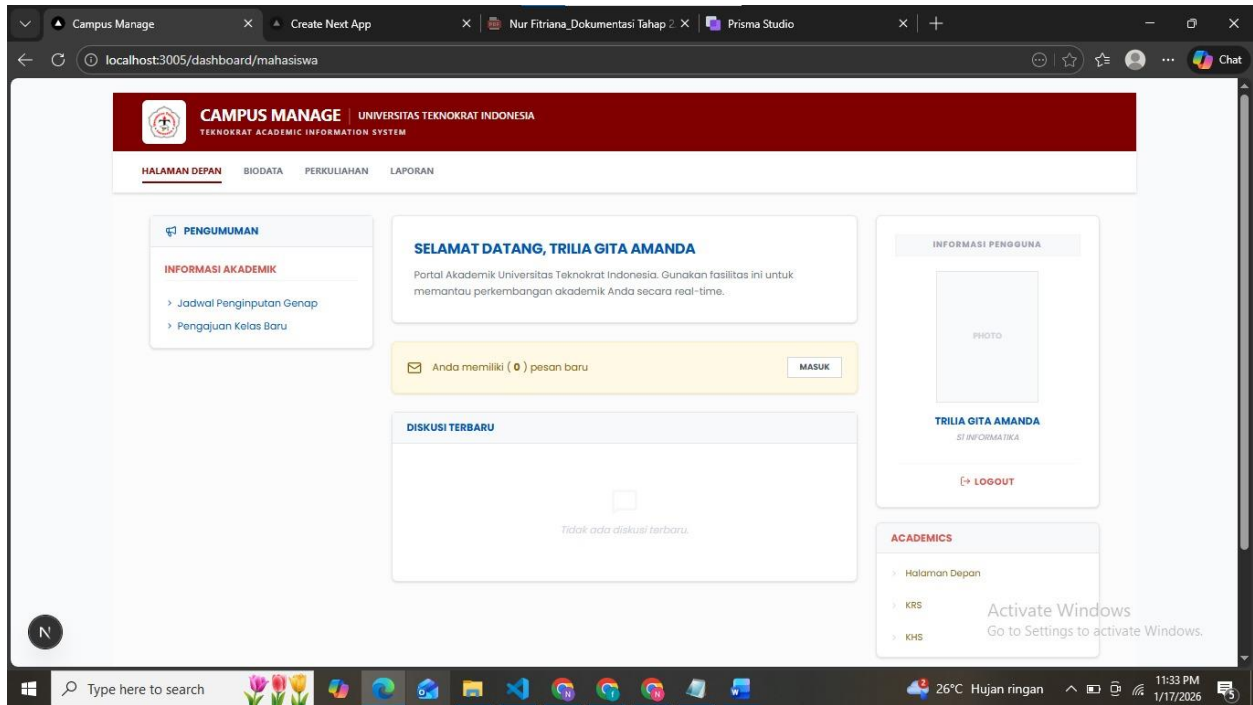 Campus Manage
Create Next App
Nur Fitriana_Dokumentasi Tahap 2.
Prisma Studio
localhost:3005/dashboard/mahasiswa
Chat
CAMPUS MANAGE | UNIVERSITAS TEKNOKRAT INDONESIA
TEKNOKRAT ACADEMIC INFORMATION SYSTEM
HALAMAN DEPAN
BIODATA
PERKULIAHAN
LAPORAN
PENGUMUMAN
INFORMASI AKADEMIK
> Jadwal Penginputan Genap
> Pengajuan Kelas Baru
SELAMAT DATANG, TRILIA GITA AMANDA
Portal Akademik Universitas Teknokrat Indonesia. Gunakan fasilitas ini untuk
memantau perkembangan akademik Anda secara real-time.
Anda memiliki ( 0 ) pesan baru
MASUK
DISKUSI TERBARU
Tidak ada diskusi terbaru.
INFORMASI PENGGUNA
PHOTO
TRILIA GITA AMANDA
S1 INFORMATIKA
LOGOUT
ACADEMICS
> Halaman Depan
> KRS
> KHS
Activate Windows
Go to Settings to activate Windows.
N
Type here to search
26°C Hujan ringan
11:33 PM
1/17/2026